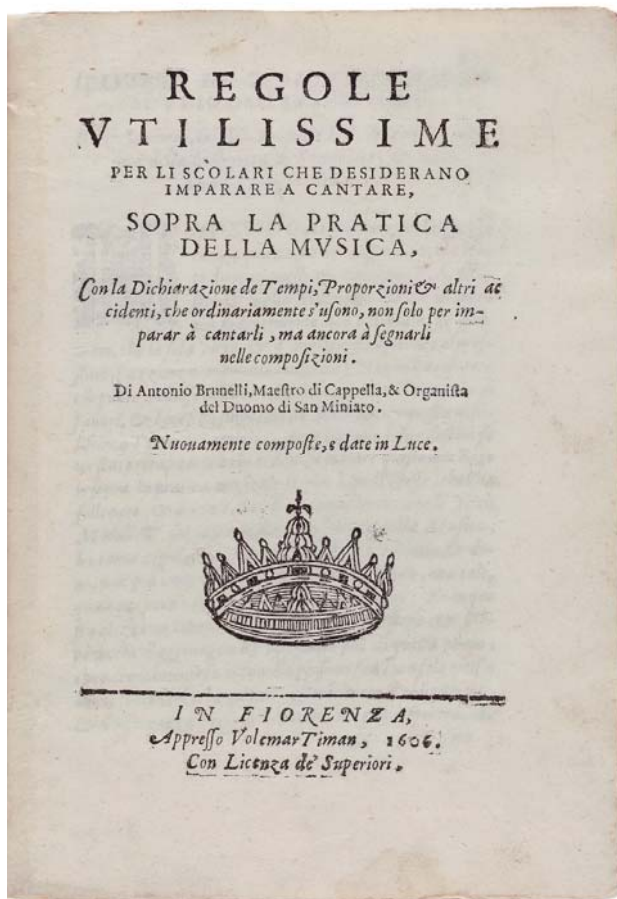 REGOLE
VTILISSIME
PER LI SCOLARI CHE DESIDERANO
IMPARARE A CANTARE,
SOPRA LA PRATICA
DELLA MVSICA,
Con la Dichiarazione de Tempi, Proporzioni & altri ac
cidenti, che ordinariamente s'uſono, non ſolo per im-
parar à cantarli, ma ancora à ſegnarli
nelle compoſizioni.
Di Antonio Brunelli, Maeſtro di Cappella, & Organiſta
del Duomo di San Miniato.
Nuouamente compoſte, e date in Luce.
IN FIORENZA,
Appreſſo Volcmar Timan, 1606.
Con Licenza de' Superiori.